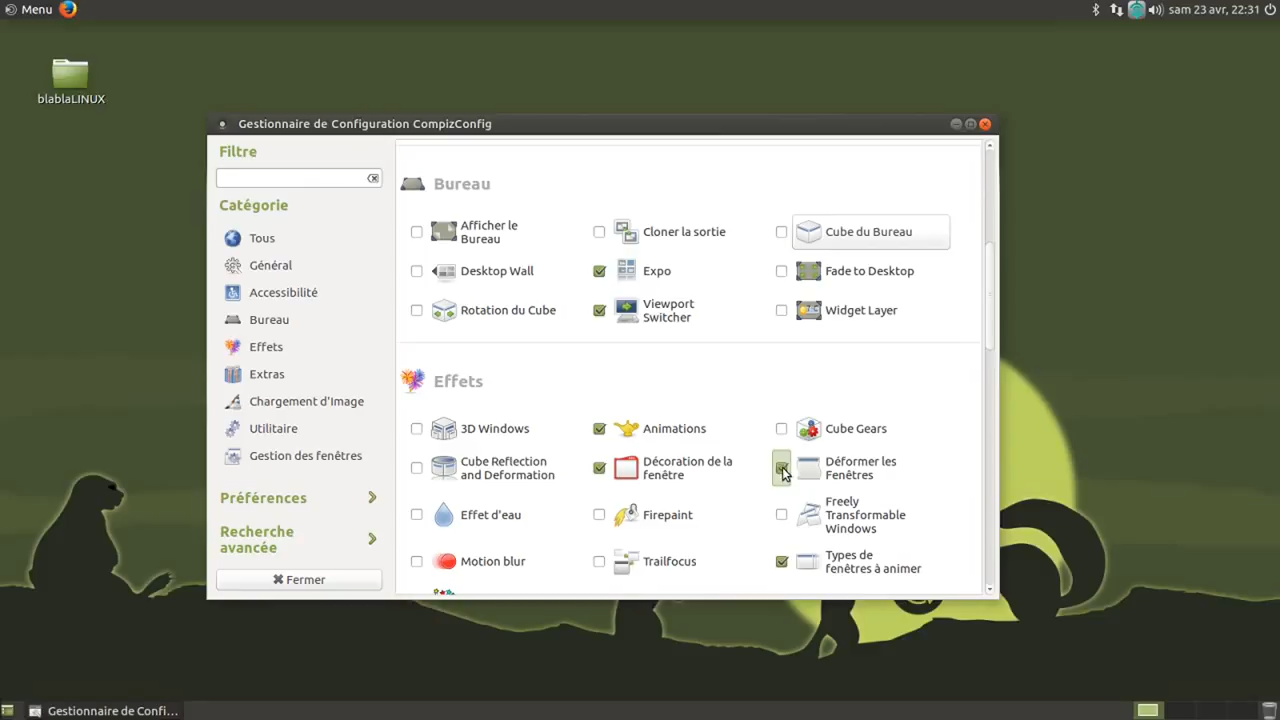 Menu
sam 23 avr, 22:31
blablaLINUX
Gestionnaire de Configuration CompizConfig
Filtre
Catégorie
Tous
Général
Accessibilité
Bureau
Effets
Extras
Chargement d'Image
Utilitaire
Gestion des fenêtres
Préférences
Recherche
avancée
Fermer
Bureau
Afficher le
Bureau
Cloner la sortie
Cube du Bureau
Desktop Wall
Expo
Fade to Desktop
Rotation du Cube
Viewport
Switcher
Widget Layer
Effets
3D Windows
Animations
Cube Gears
Cube Reflection
and Deformation
Décoration de la
fenêtre
Déformer les
Fenêtres
Effet d'eau
Firepaint
Freely
Transformable
Windows
Motion blur
Trailfocus
Types de
fenêtres à animer
Gestionnaire de Confi...